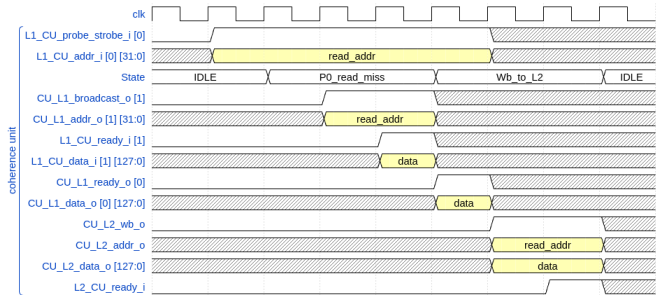 clk
L1_CU_probe_strobe_i [0]
L1_CU_addr_i [0] [31:0] read_addr
State IDLE P0_read_miss Wb_to_L2 IDLE
CU_L1_broadcast_o [1]
CU_L1_addr_o [1] [31:0] read_addr
L1_CU_ready_i [1]
L1_CU_data_i [1] [127:0] data
CU_L1_ready_o [0]
CU_L1_data_o [0] [127:0] data
CU_L2_wb_o
CU_L2_addr_o read_addr
CU_L2_data_o [127:0] data
L2_CU_ready_i
coherence unit